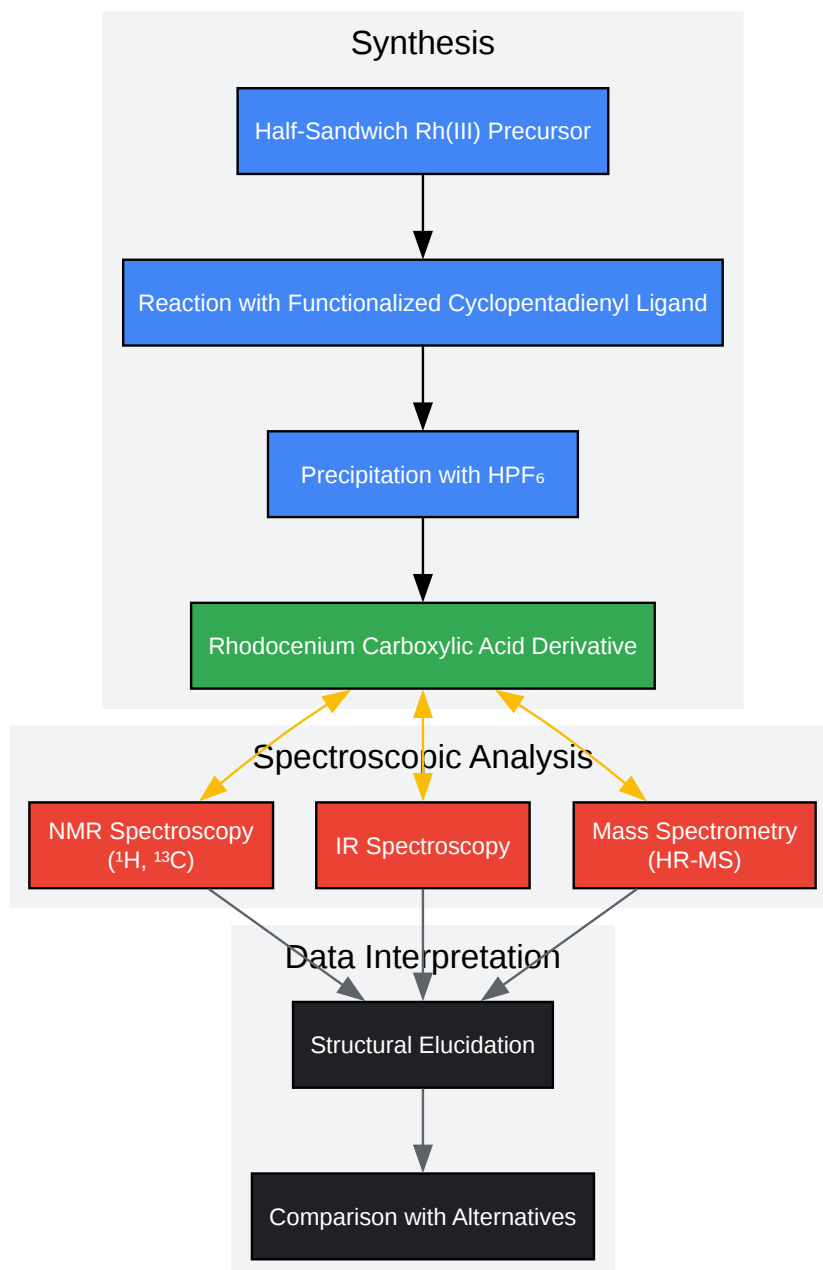 Synthesis
Half-Sandwich Rh(III) Precursor
Reaction with Functionalized Cyclopentadienyl Ligand
Precipitation with HPF₆
Rhodocenium Carboxylic Acid Derivative
Spectroscopic Analysis
NMR Spectroscopy
(¹H, ¹³C)
IR Spectroscopy
Mass Spectrometry
(HR-MS)
Data Interpretation
Structural Elucidation
Comparison with Alternatives